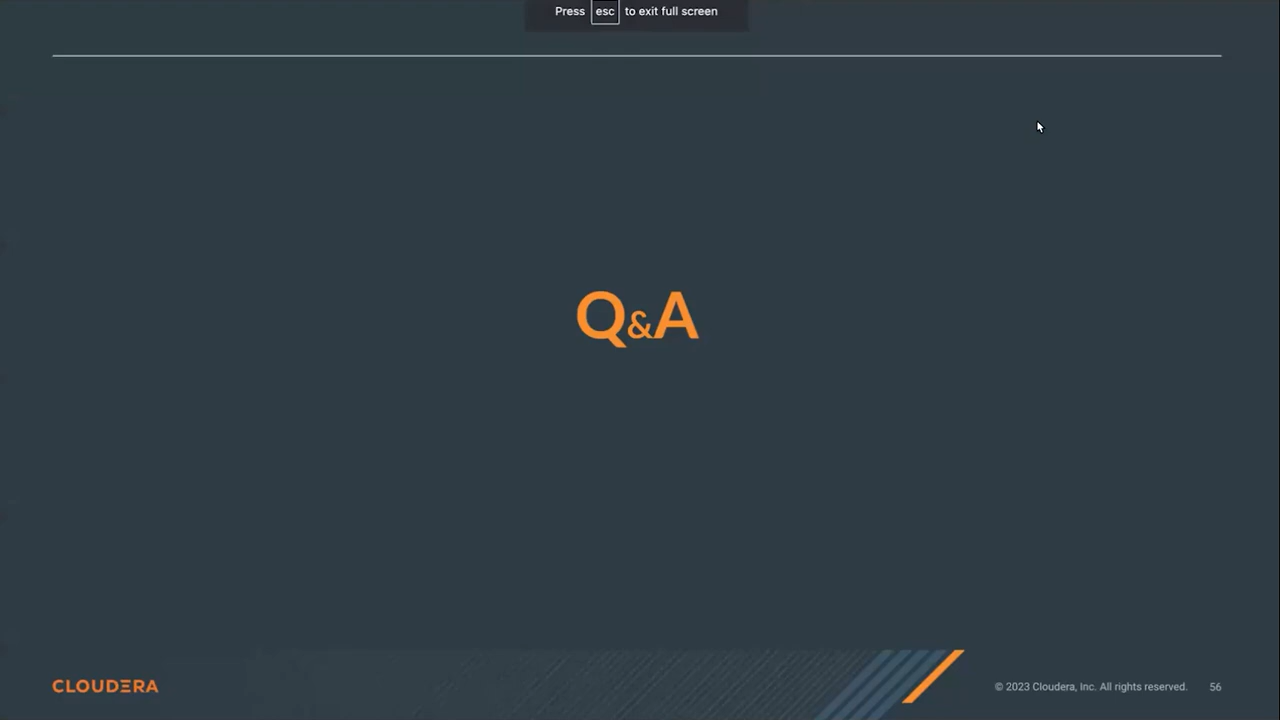 Press esc to exit full screen
Q&A
CLOUDERA
© 2023 Cloudera, Inc. All rights reserved. 56